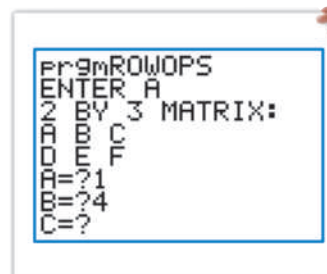 prgmROWOPS
ENTER A
2 BY 3 MATRIX:
A B C
D E F
A=?1
B=?4
C=?